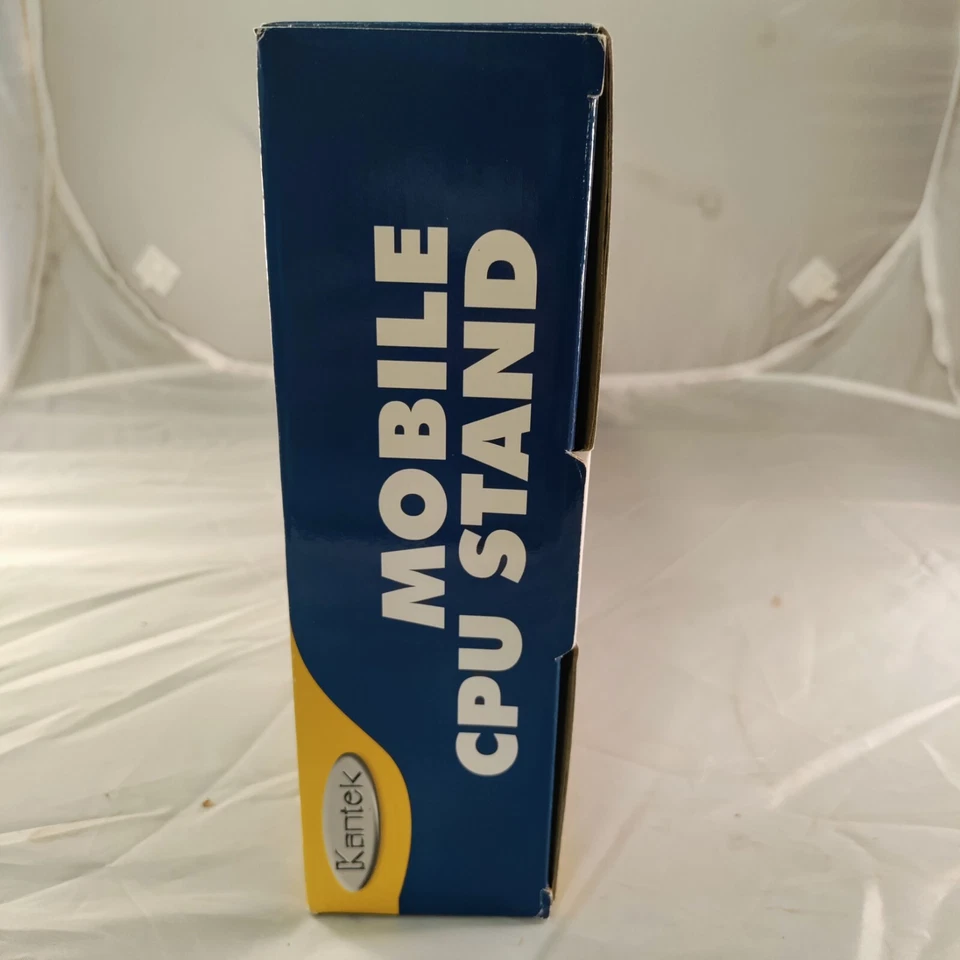 MOBILE
CPU STAND
Kantek